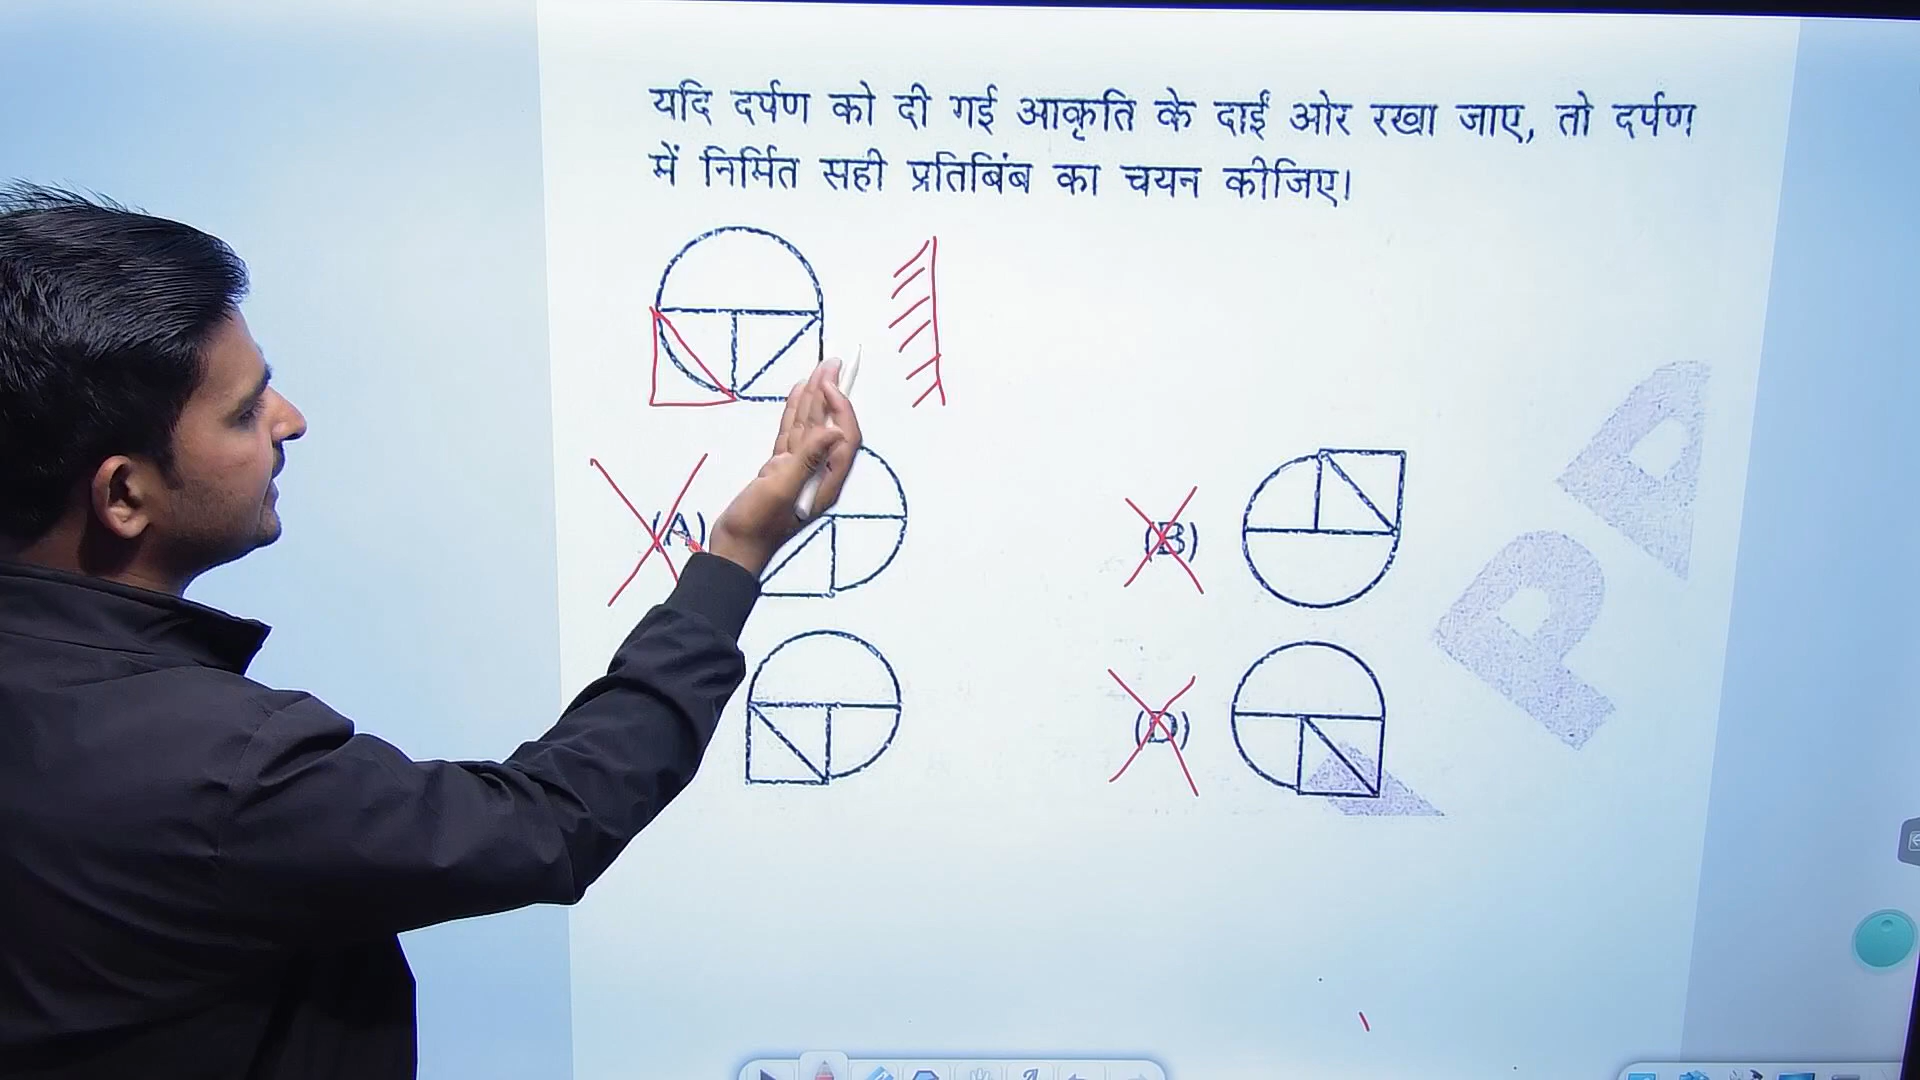 यदि दर्पण को दी गई आकृति के दाईं ओर रखा जाए, तो दर्पण
में निर्मित सही प्रतिबिंब का चयन कीजिए।
(A)
(B)
(D)